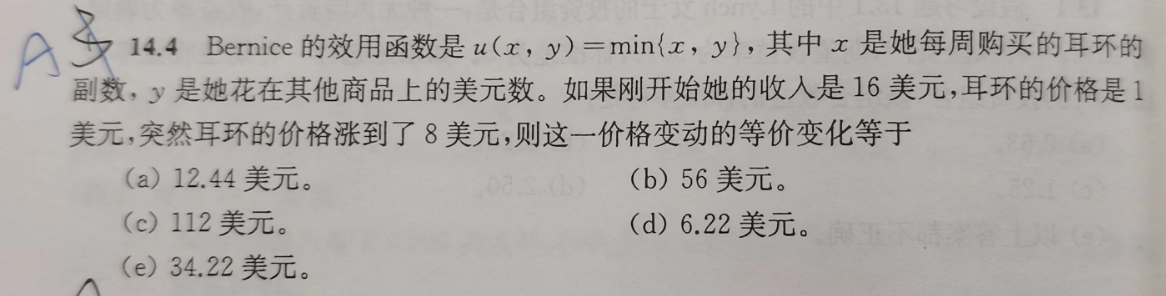 14.4 Bernice 的效用函数是 u(x, y)=min{x, y},其中 x 是她每周购买的耳环的
副数,y 是她花在其他商品上的美元数。如果刚开始她的收入是 16 美元,耳环的价格是 1
美元,突然耳环的价格涨到了 8 美元,则这一价格变动的等价变化等于
(a) 12.44 美元。 (b) 56 美元。
(c) 112 美元。 (d) 6.22 美元。
(e) 34.22 美元。